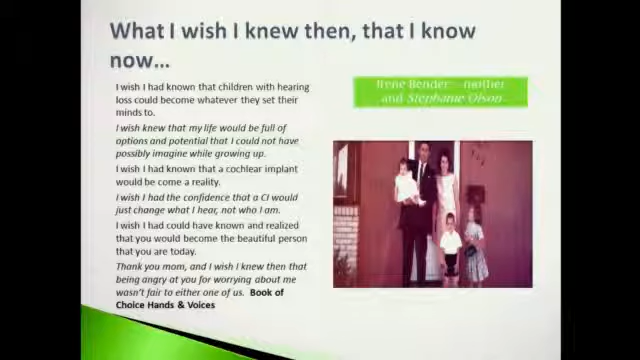 What I wish I knew then, that I know
now…
I wish I had known that children with hearing
loss could become whatever they set their
minds to.
I wish knew that my life would be full of
options and potential that I could not have
possibly imagine while growing up.
I wish I had known that a cochlear implant
would be come a reality.
I wish I had the confidence that a CI would
just change what I hear, not who I am.
I wish I had could have known and realized
that you would become the beautiful person
that you are today.
Thank you mom, and I wish I knew then that
being angry at you for worrying about me
wasn't fair to either one of us. Book of
Choice Hands & Voices
Irene Bender – mother
and Stephanie Olson